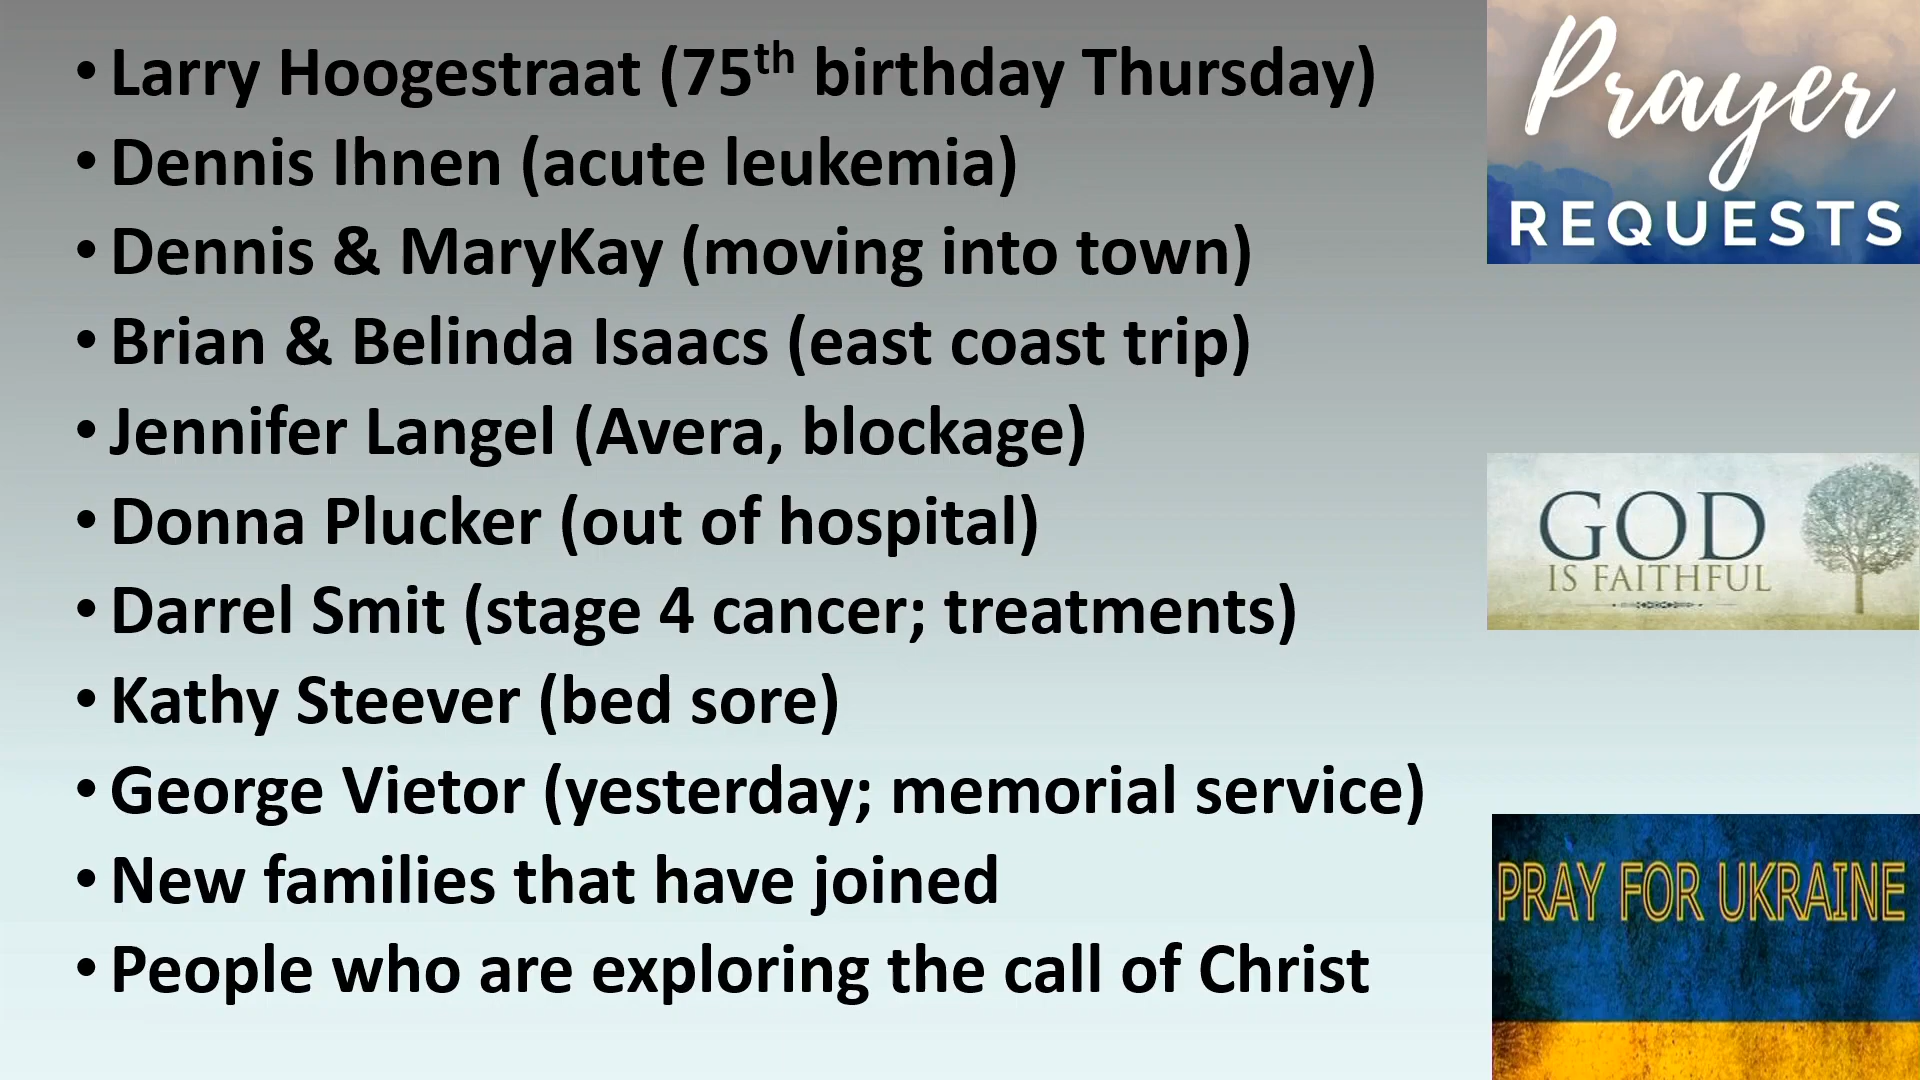 • Larry Hoogestraat (75th birthday Thursday)
• Dennis Ihnen (acute leukemia)
• Dennis & MaryKay (moving into town)
• Brian & Belinda Isaacs (east coast trip)
• Jennifer Langel (Avera, blockage)
• Donna Plucker (out of hospital)
• Darrel Smit (stage 4 cancer; treatments)
• Kathy Steever (bed sore)
• George Vietor (yesterday; memorial service)
• New families that have joined
• People who are exploring the call of Christ
Prayer
REQUESTS
GOD
IS FAITHFUL
PRAY FOR UKRAINE